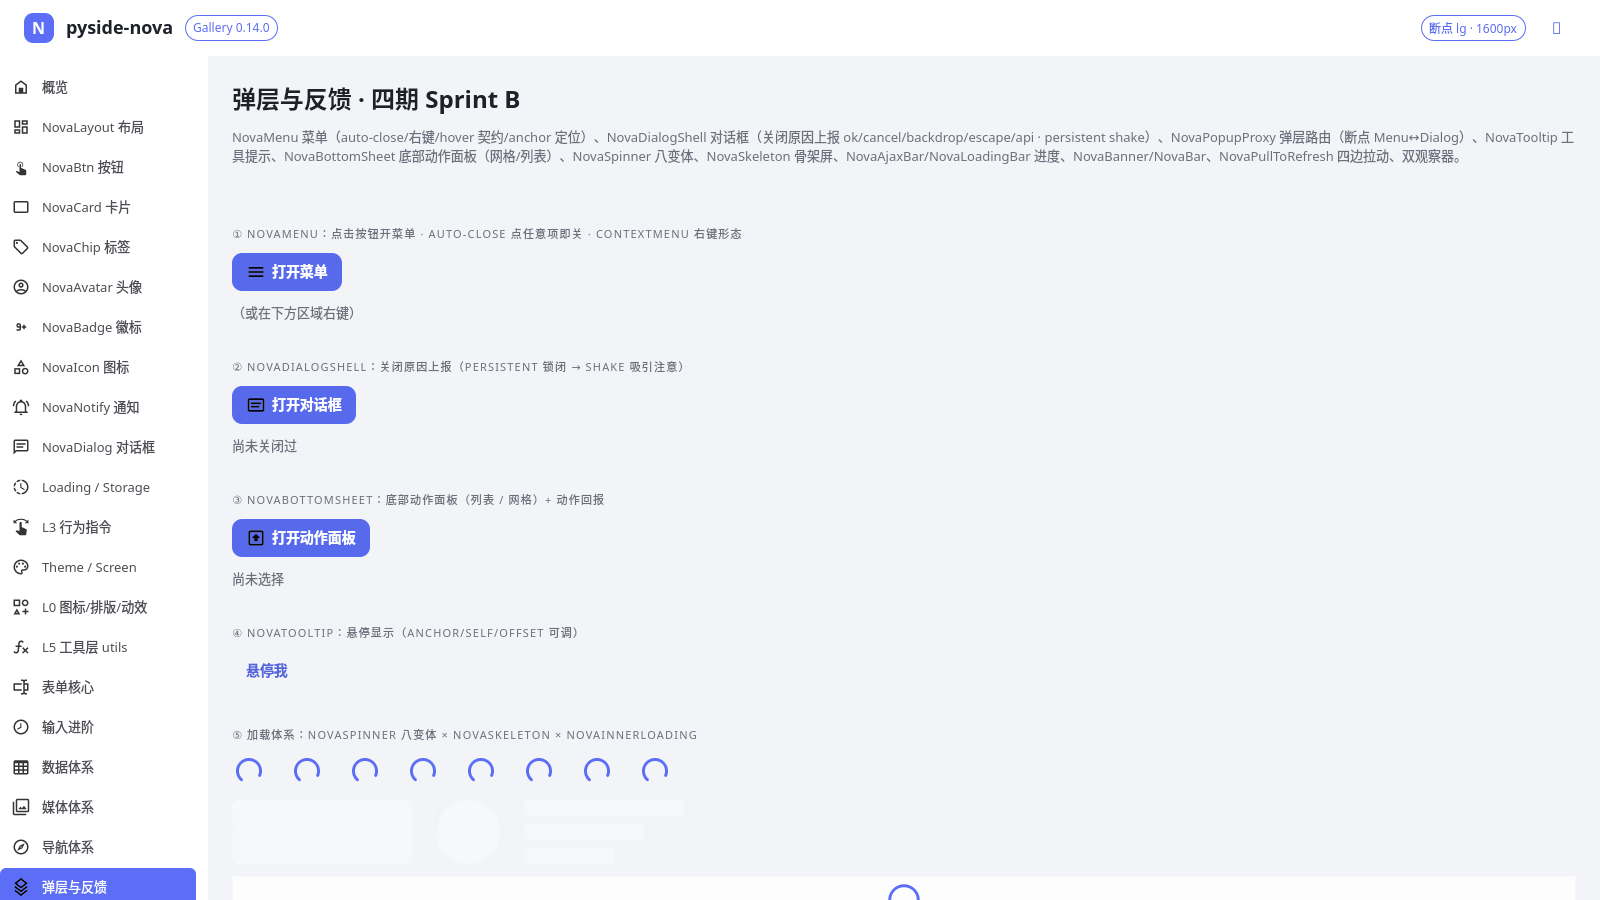 N pyside-nova Gallery 0.14.0 断点 lg · 1600px
概览
NovaLayout 布局
NovaBtn 按钮
NovaCard 卡片
NovaChip 标签
NovaAvatar 头像
9+ NovaBadge 徽标
NovaIcon 图标
NovaNotify 通知
NovaDialog 对话框
Loading / Storage
L3 行为指令
Theme / Screen
L0 图标/排版/动效
L5 工具层 utils
表单核心
输入进阶
数据体系
媒体体系
导航体系
弹层与反馈
弹层与反馈 · 四期 Sprint B
NovaMenu 菜单（auto-close/右键/hover 契约/anchor 定位）、NovaDialogShell 对话框（关闭原因上报 ok/cancel/backdrop/escape/api · persistent shake）、NovaPopupProxy 弹层路由（断点 Menu↔Dialog）、NovaTooltip 工
具提示、NovaBottomSheet 底部动作面板（网格/列表）、NovaSpinner 八变体、NovaSkeleton 骨架屏、NovaAjaxBar/NovaLoadingBar 进度、NovaBanner/NovaBar、NovaPullToRefresh 四边拉动、双观察器。
① NOVAMENU：点击按钮开菜单 · AUTO-CLOSE 点任意项即关 · CONTEXTMENU 右键形态
打开菜单
（或在下方区域右键）
② NOVADIALOGSHELL：关闭原因上报（PERSISTENT 锁闭 → SHAKE 吸引注意）
打开对话框
尚未关闭过
③ NOVABOTTOMSHEET：底部动作面板（列表 / 网格）+ 动作回报
打开动作面板
尚未选择
④ NOVATOOLTIP：悬停显示（ANCHOR/SELF/OFFSET 可调）
悬停我
⑤ 加载体系：NOVASPINNER 八变体 × NOVASKELETON × NOVAINNERLOADING